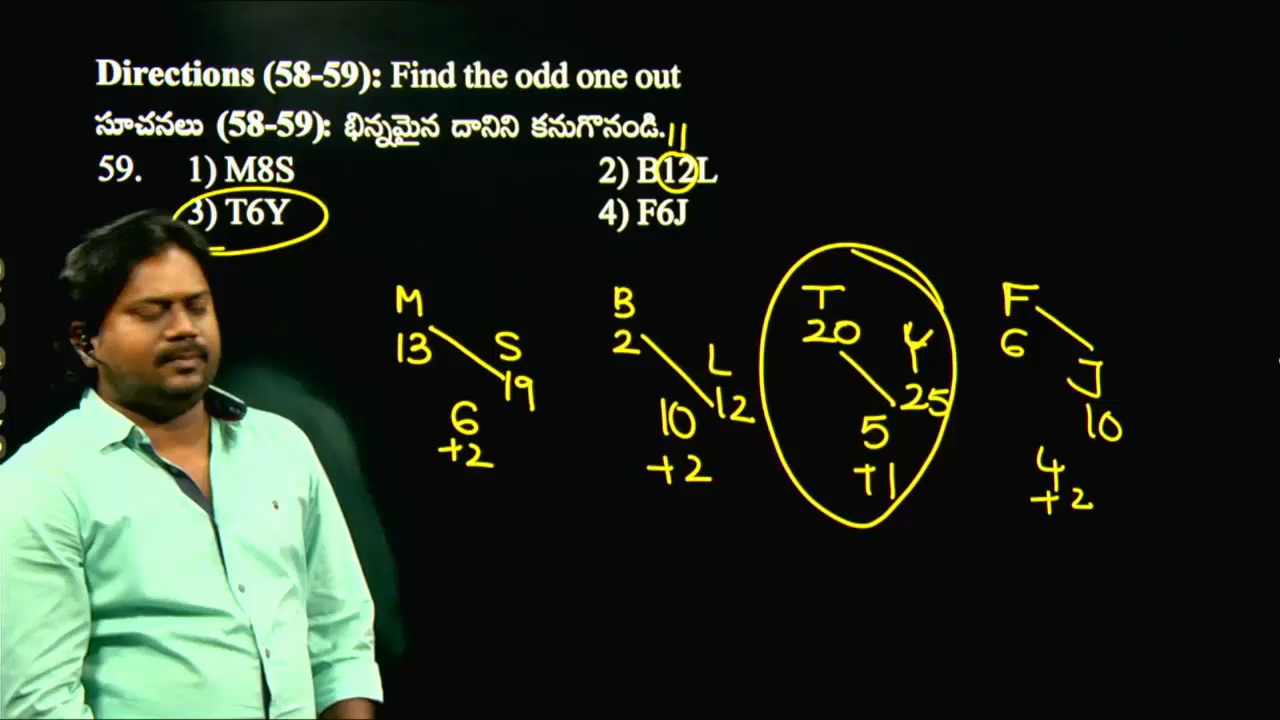 Directions (58-59): Find the odd one out
సూచనలు (58-59): భిన్నమైన దానిని కనుగొనండి.
11
59. 1) M8S 2) B12L
3) T6Y 4) F6J
M B T F
13 S 2 L 20 Y 6 J
19 12 25 10
6 10 5 4
+2 +2 +1 +2